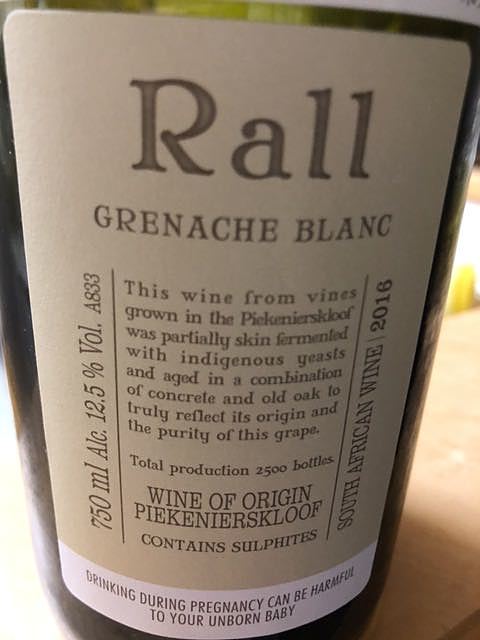 Rall
GRENACHE BLANC
This wine from vines
grown in the Piekenierskloof
was partially skin fermented
with indigenous yeasts
and aged in a combination
of concrete and old oak to
truly reflect its origin and
the purity of this grape.
Total production 2500 bottles.
WINE OF ORIGIN
PIEKENIERSKLOOF
CONTAINS SULPHITES
750 ml Alc. 12.5 % Vol. A833
SOUTH AFRICAN WINE | 2016
DRINKING DURING PREGNANCY CAN BE HARMFUL
TO YOUR UNBORN BABY